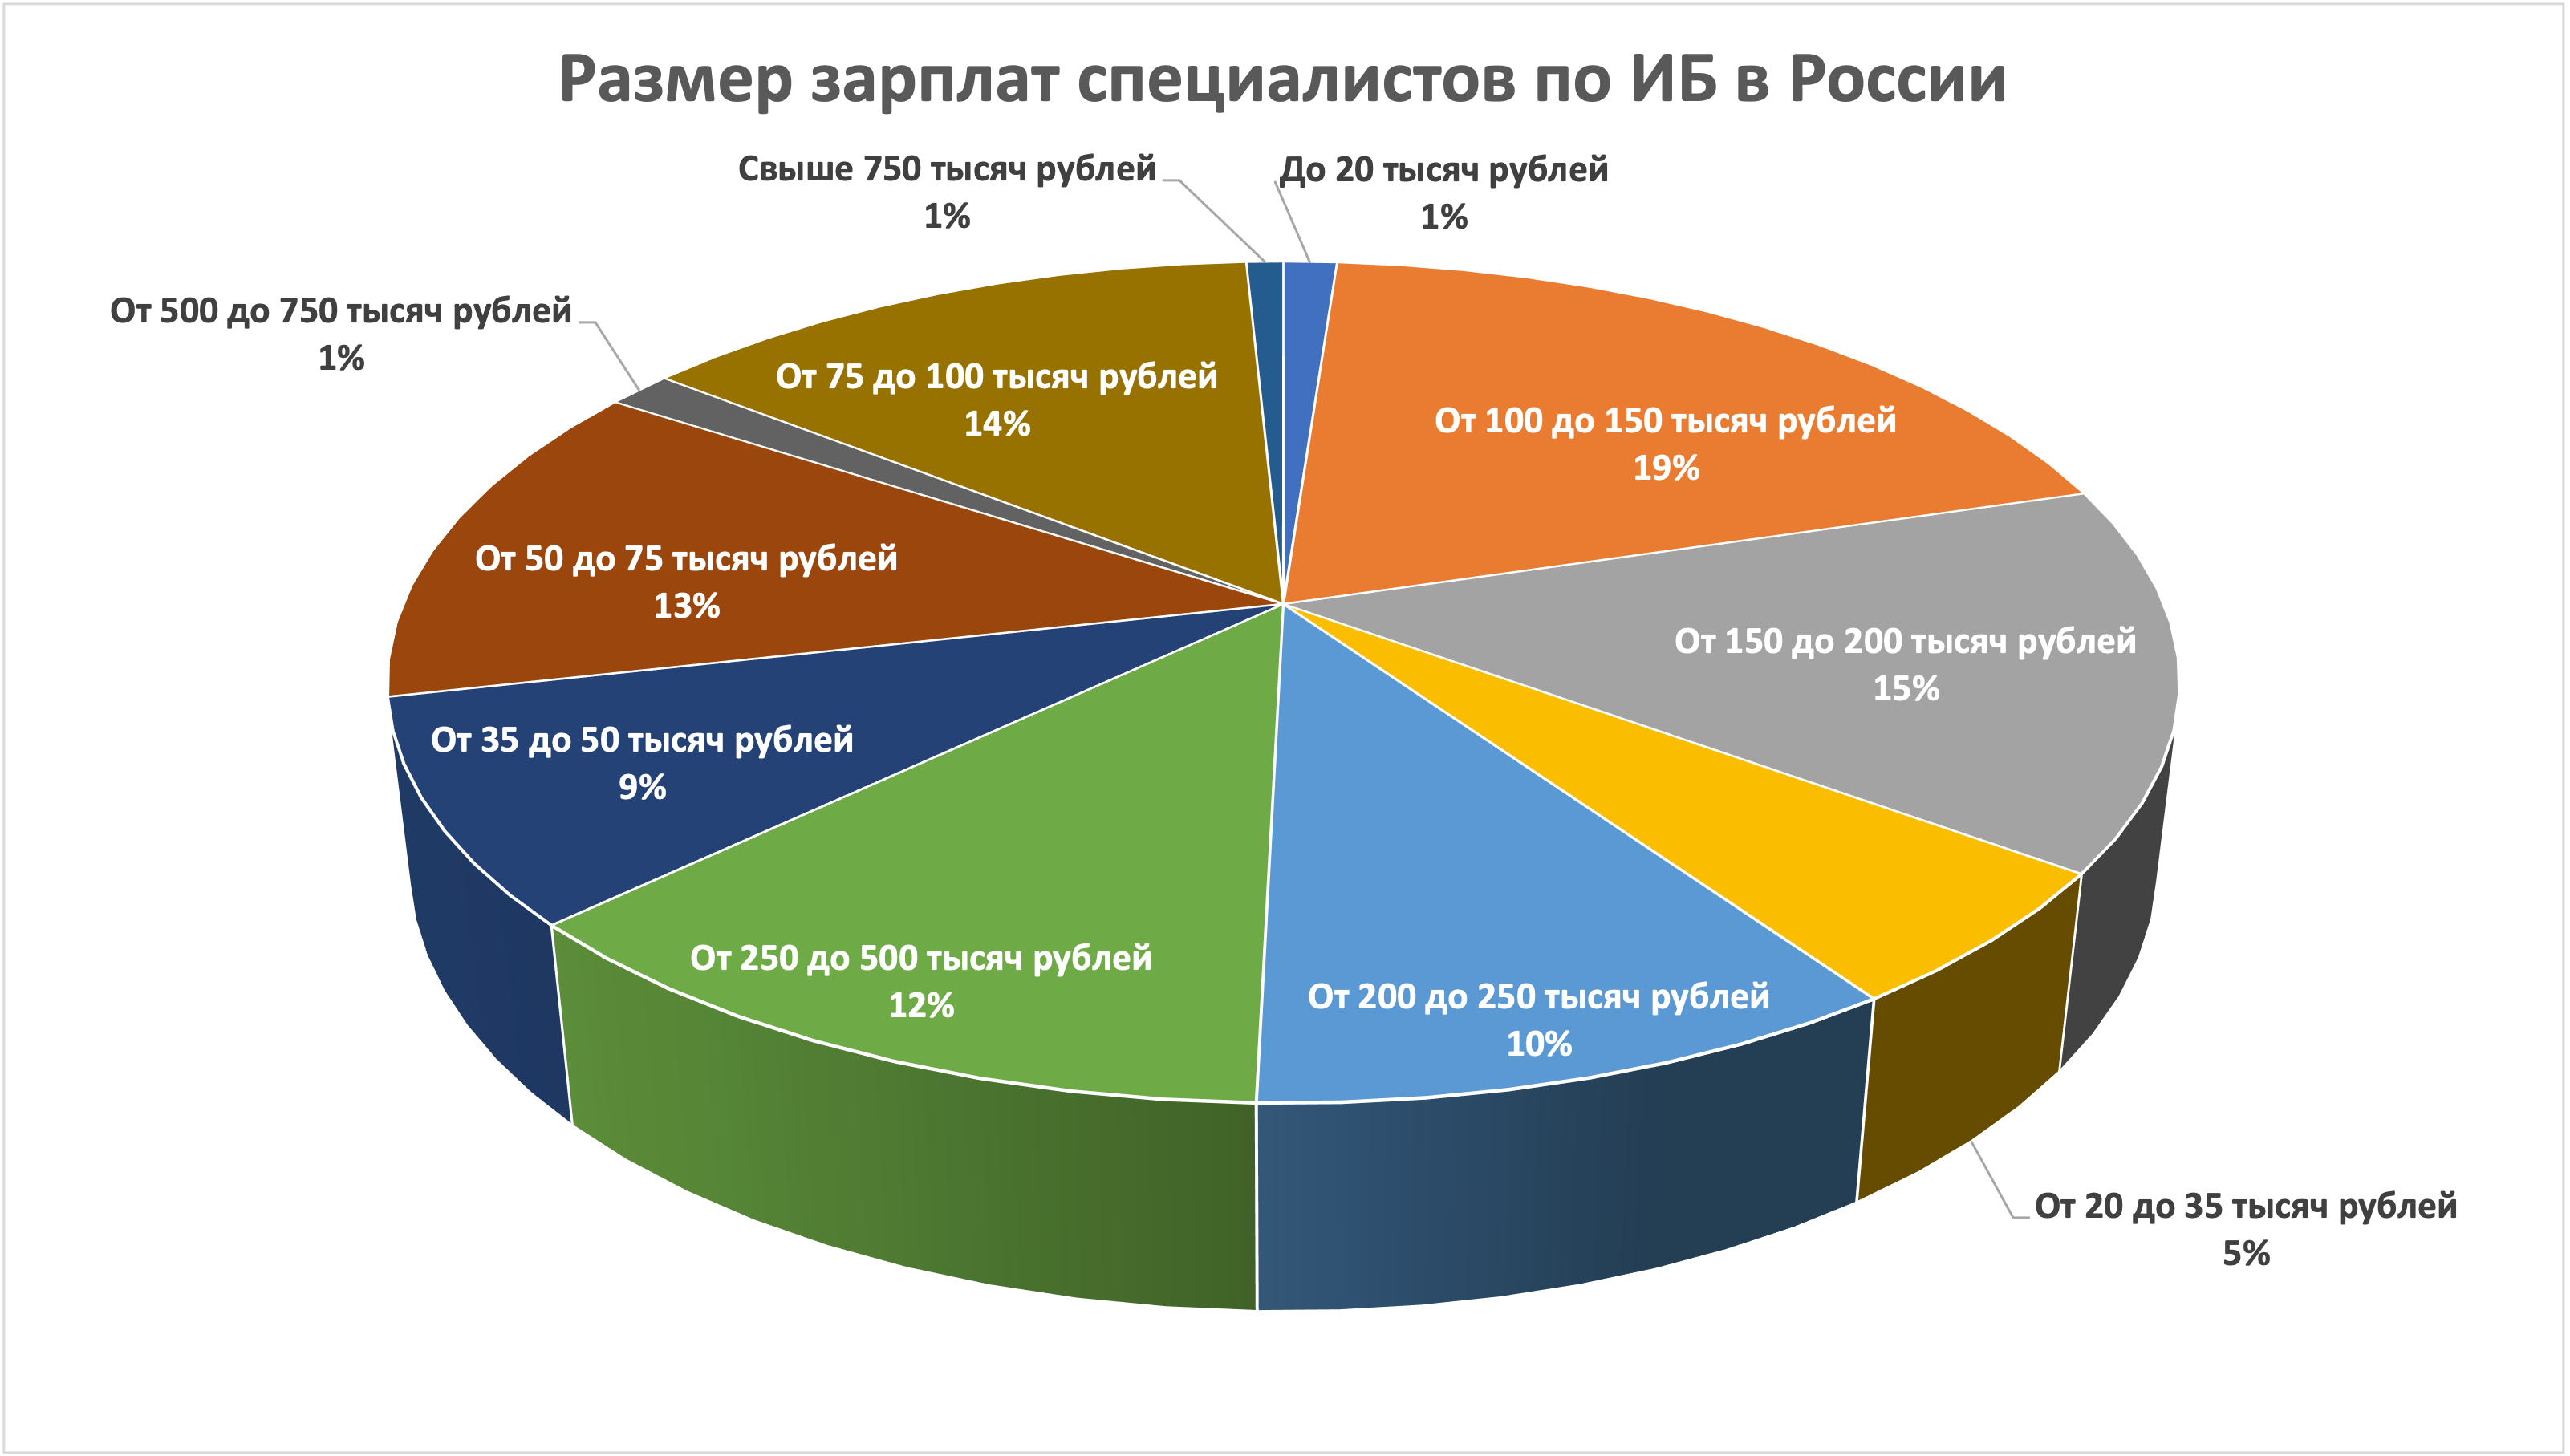 Размер зарплат специалистов по ИБ в России
Свыше 750 тысяч рублей
1%
До 20 тысяч рублей
1%
От 500 до 750 тысяч рублей
1%
От 75 до 100 тысяч рублей
14%
От 100 до 150 тысяч рублей
19%
От 50 до 75 тысяч рублей
13%
От 150 до 200 тысяч рублей
15%
От 35 до 50 тысяч рублей
9%
От 250 до 500 тысяч рублей
12%
От 200 до 250 тысяч рублей
10%
От 20 до 35 тысяч рублей
5%